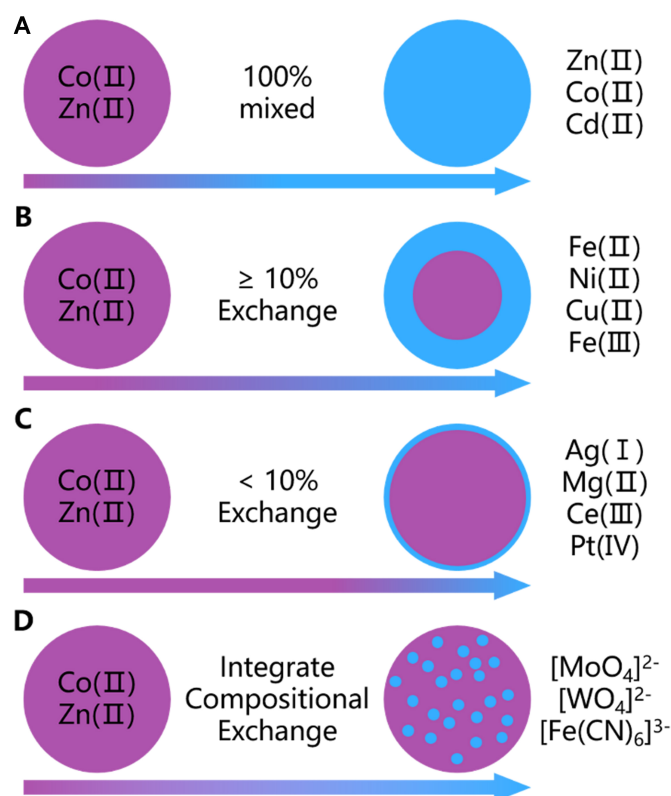 A
Co(Ⅱ)
Zn(Ⅱ)
100%
mixed
Zn(Ⅱ)
Co(Ⅱ)
Cd(Ⅱ)
B
Co(Ⅱ)
Zn(Ⅱ)
≥ 10%
Exchange
Fe(Ⅱ)
Ni(Ⅱ)
Cu(Ⅱ)
Fe(Ⅲ)
C
Co(Ⅱ)
Zn(Ⅱ)
< 10%
Exchange
Ag(Ⅰ)
Mg(Ⅱ)
Ce(Ⅲ)
Pt(IV)
D
Co(Ⅱ)
Zn(Ⅱ)
Integrate
Compositional
Exchange
[MoO₄]²⁻
[WO₄]²⁻
[Fe(CN)₆]³⁻